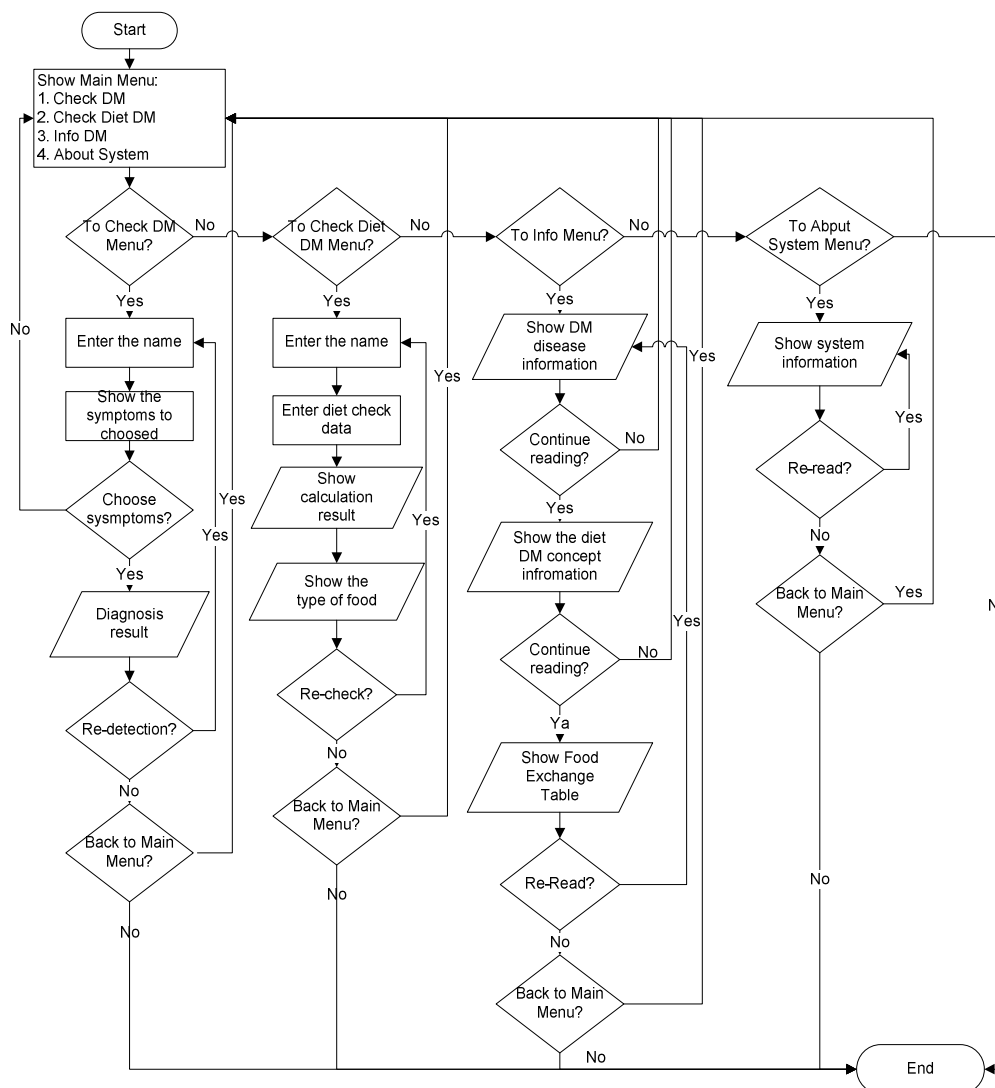 Start
Show Main Menu:
1. Check DM
2. Check Diet DM
3. Info DM
4. About System
To Check DM
Menu?
No
To Check Diet
DM Menu?
No
To Info Menu?
No
To Abput
System Menu?
Yes
Enter the name
Show the
symptoms to
choosed
Choose
sysmptoms?
No
Yes
Diagnosis
result
Re-detection?
Yes
No
Back to Main
Menu?
Yes
No
Yes
Enter the name
Enter diet check
data
Show
calculation
result
Show the
type of food
Re-check?
Yes
No
Back to Main
Menu?
Yes
No
Yes
Show DM
disease
information
Continue
reading?
No
Yes
Show the diet
DM concept
infromation
Continue
reading?
No
Ya
Show Food
Exchange
Table
Re-Read?
Yes
No
Back to Main
Menu?
Yes
No
Yes
Show system
information
Re-read?
Yes
No
Back to Main
Menu?
Yes
No
End